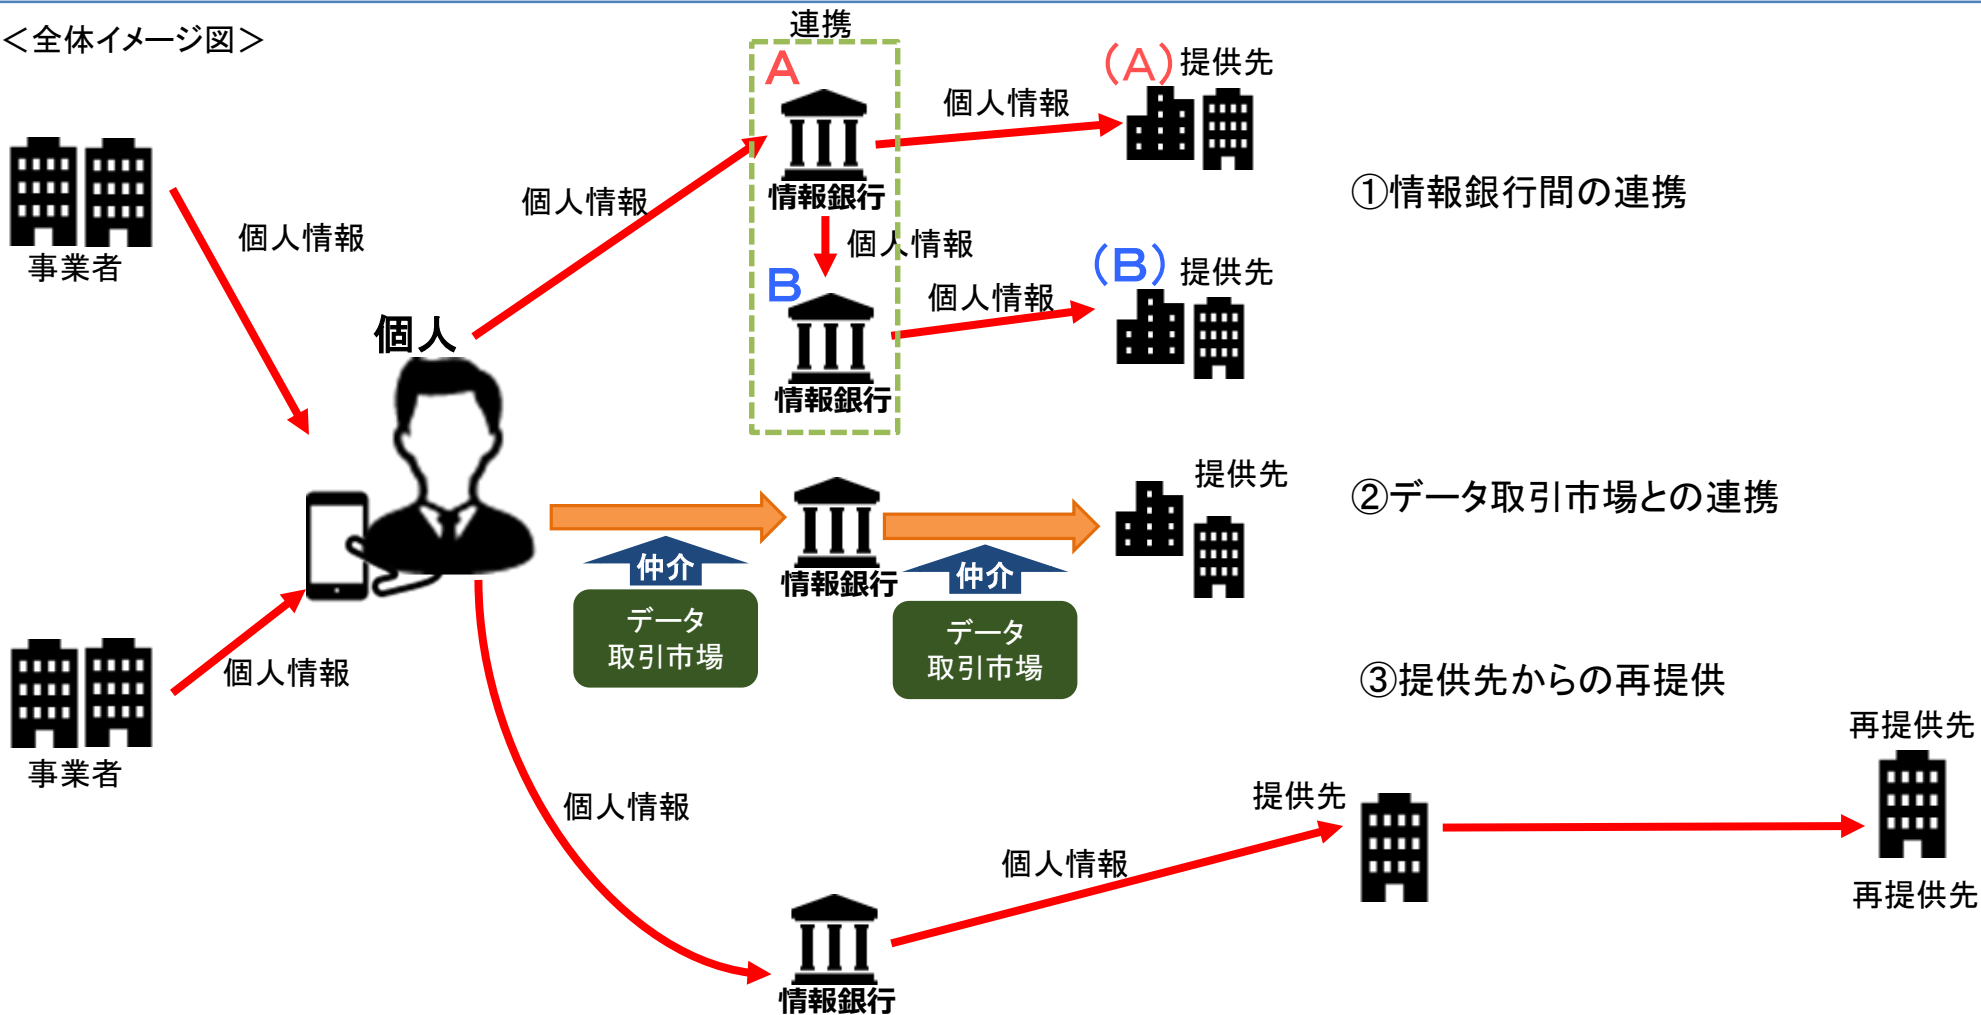 ＜全体イメージ図＞
連携
A
情報銀行
個人情報
（A）提供先
個人情報
①情報銀行間の連携
事業者
個人情報
個人情報
B
情報銀行
個人情報
（B）提供先
個人
提供先
②データ取引市場との連携
仲介
データ
取引市場
情報銀行
仲介
データ
取引市場
事業者
個人情報
③提供先からの再提供
個人情報
情報銀行
個人情報
提供先
再提供先
再提供先